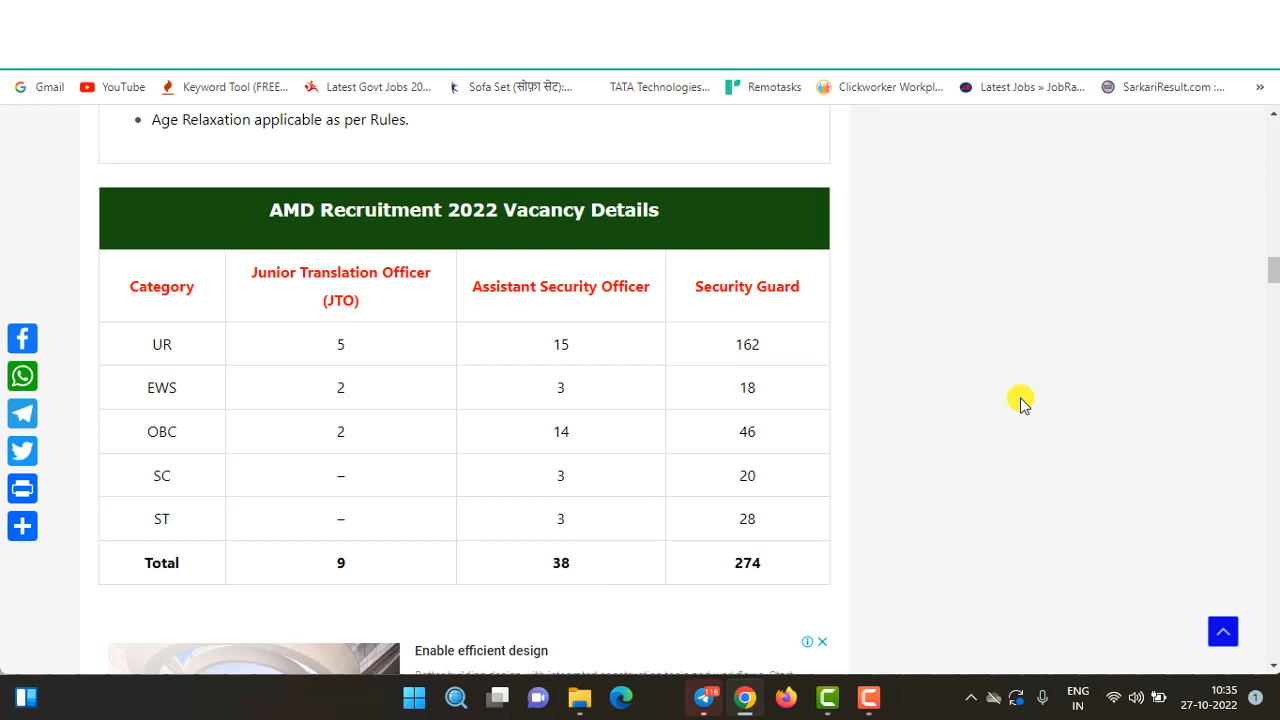 Gmail YouTube Keyword Tool (FREE... Latest Govt Jobs 20... Sofa Set (सोफ़ा सेट):... TATA Technologies... Remotasks Clickworker Workpl... Latest Jobs » JobRa... SarkariResult.com :... »
Age Relaxation applicable as per Rules.
AMD Recruitment 2022 Vacancy Details
Category Junior Translation Officer (JTO) Assistant Security Officer Security Guard
UR 5 15 162
EWS 2 3 18
OBC 2 14 46
SC – 3 20
ST – 3 28
Total 9 38 274
Enable efficient design
116
ENG
IN
10:35
27-10-2022
1